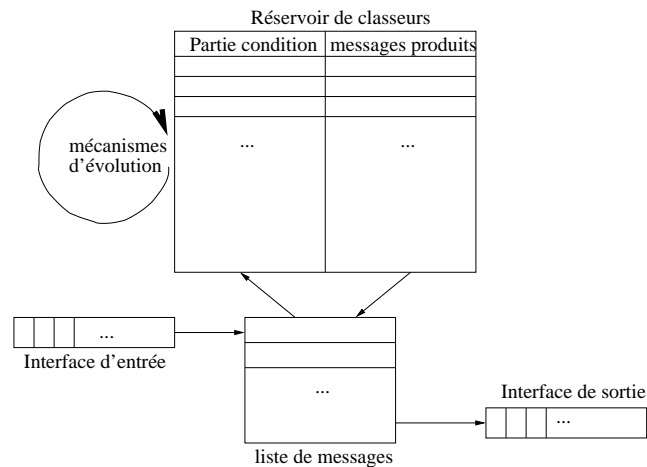 Réservoir de classeurs
Partie condition
messages produits
mécanismes
d'évolution
...
...
...
Interface d'entrée
...
liste de messages
Interface de sortie
...